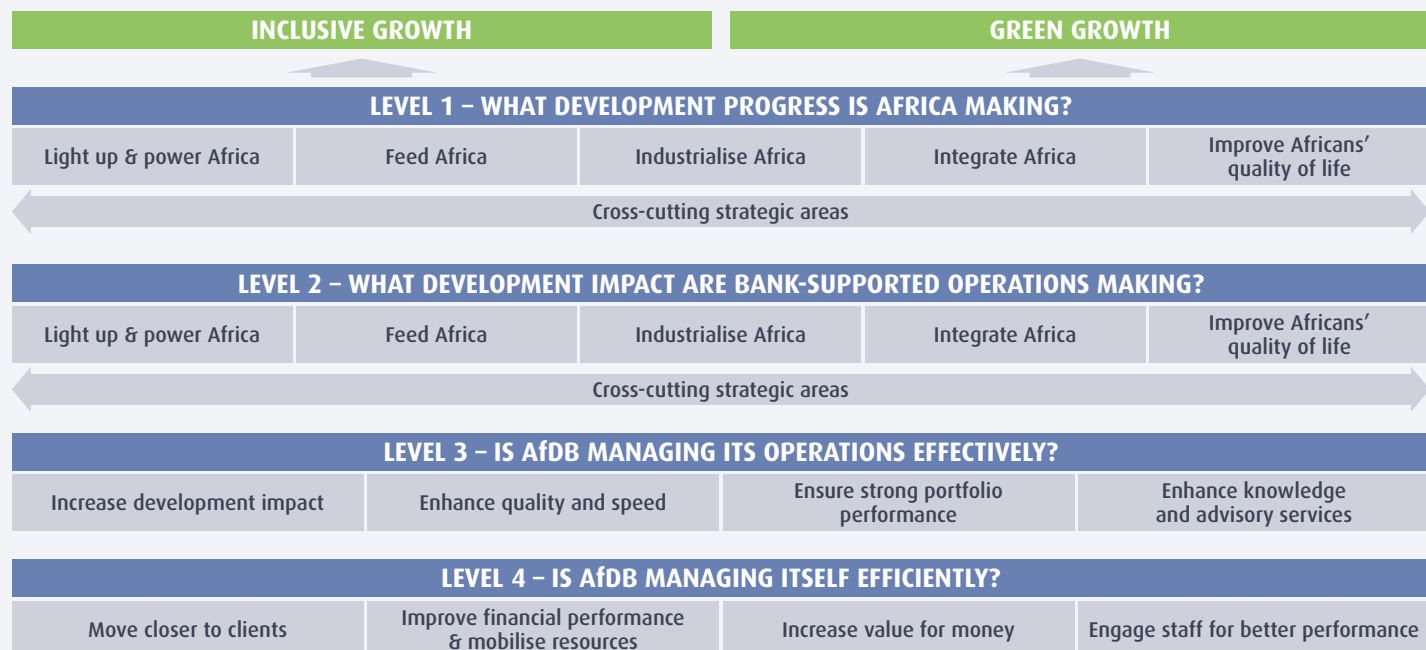 INCLUSIVE GROWTH
GREEN GROWTH
LEVEL 1 – WHAT DEVELOPMENT PROGRESS IS AFRICA MAKING?
Light up & power Africa
Feed Africa
Industrialise Africa
Integrate Africa
Improve Africans’
quality of life
Cross-cutting strategic areas
LEVEL 2 – WHAT DEVELOPMENT IMPACT ARE BANK-SUPPORTED OPERATIONS MAKING?
Light up & power Africa
Feed Africa
Industrialise Africa
Integrate Africa
Improve Africans’
quality of life
Cross-cutting strategic areas
LEVEL 3 – IS AfDB MANAGING ITS OPERATIONS EFFECTIVELY?
Increase development impact
Enhance quality and speed
Ensure strong portfolio
performance
Enhance knowledge
and advisory services
LEVEL 4 – IS AfDB MANAGING ITSELF EFFICIENTLY?
Move closer to clients
Improve financial performance
& mobilise resources
Increase value for money
Engage staff for better performance